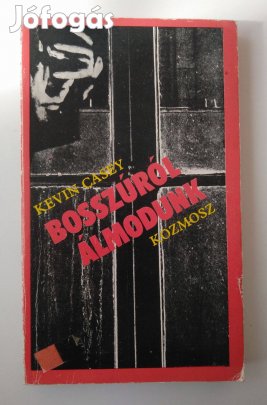 Jófogás
KEVIN CASEY
BOSSZÚRÓL
ÁLMODUNK
KOZMOSZ